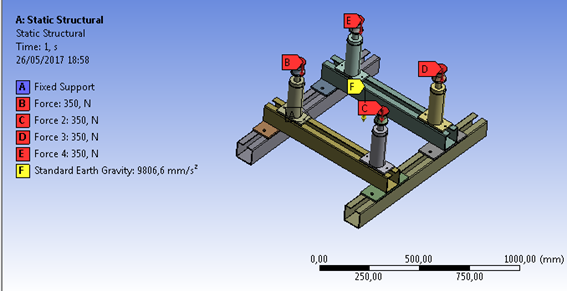 A: Static Structural
Static Structural
Time: 1, s
26/05/2017 18:58
A Fixed Support
B Force: 350, N
C Force 2: 350, N
D Force 3: 350, N
E Force 4: 350, N
F Standard Earth Gravity: 9806,6 mm/s²
E
B
D
F
C
0,00 500,00 1000,00 (mm)
250,00 750,00